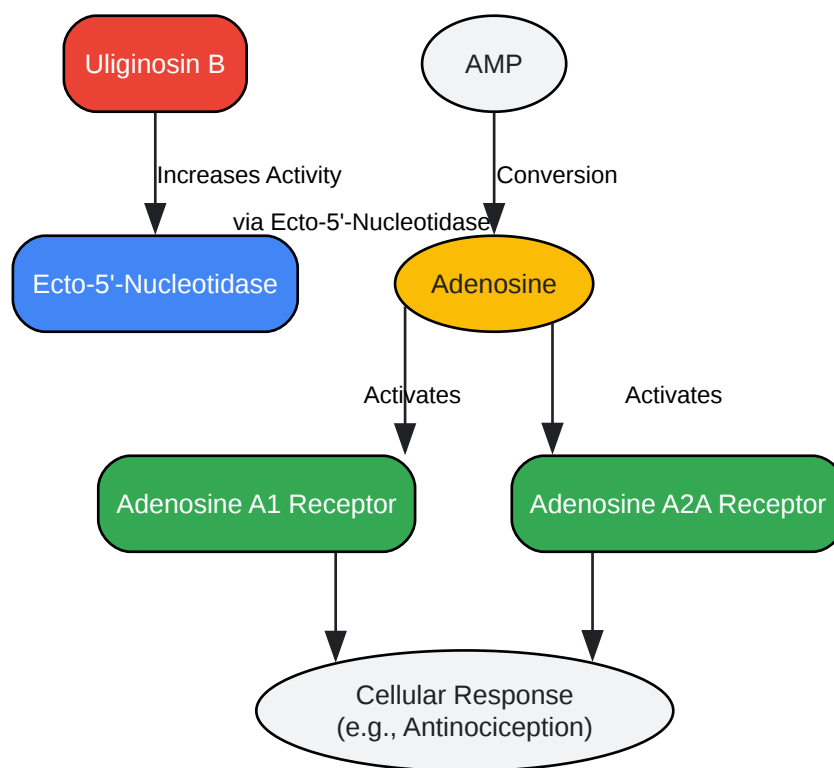 Uliginosin B
AMP
Increases Activity
Conversion
via Ecto-5'-Nucleotidase
Ecto-5'-Nucleotidase
Adenosine
Activates
Activates
Adenosine A1 Receptor
Adenosine A2A Receptor
Cellular Response
(e.g., Antinociception)